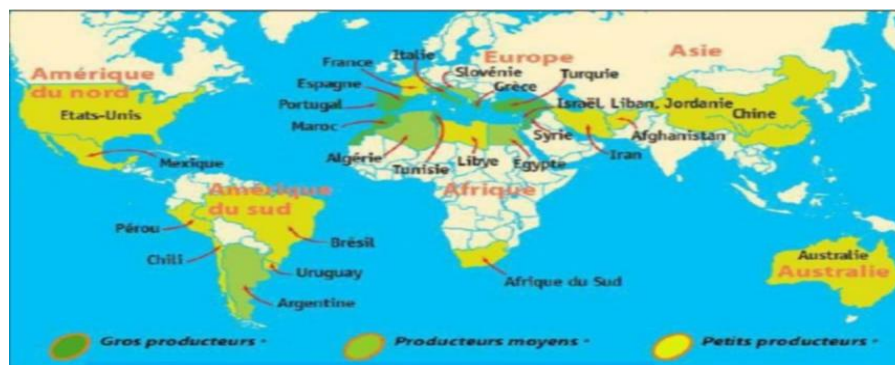 Italie
Europe
Asie
France
Slovénie
Amérique
du nord
Espagne
Grèce
Turquie
Portugal
Israël, Liban, Jordanie
Etats-Unis
Maroc
Chine
Syrie
Afghanistan
Mexique
Algérie
Tunisie
Libye
Egypte
Iran
Amérique
du sud
Afrique
Pérou
Brésil
Chili
Uruguay
Argentine
Afrique du Sud
Australie
Australie
Gros producteurs
Producteurs moyens
Petits producteurs